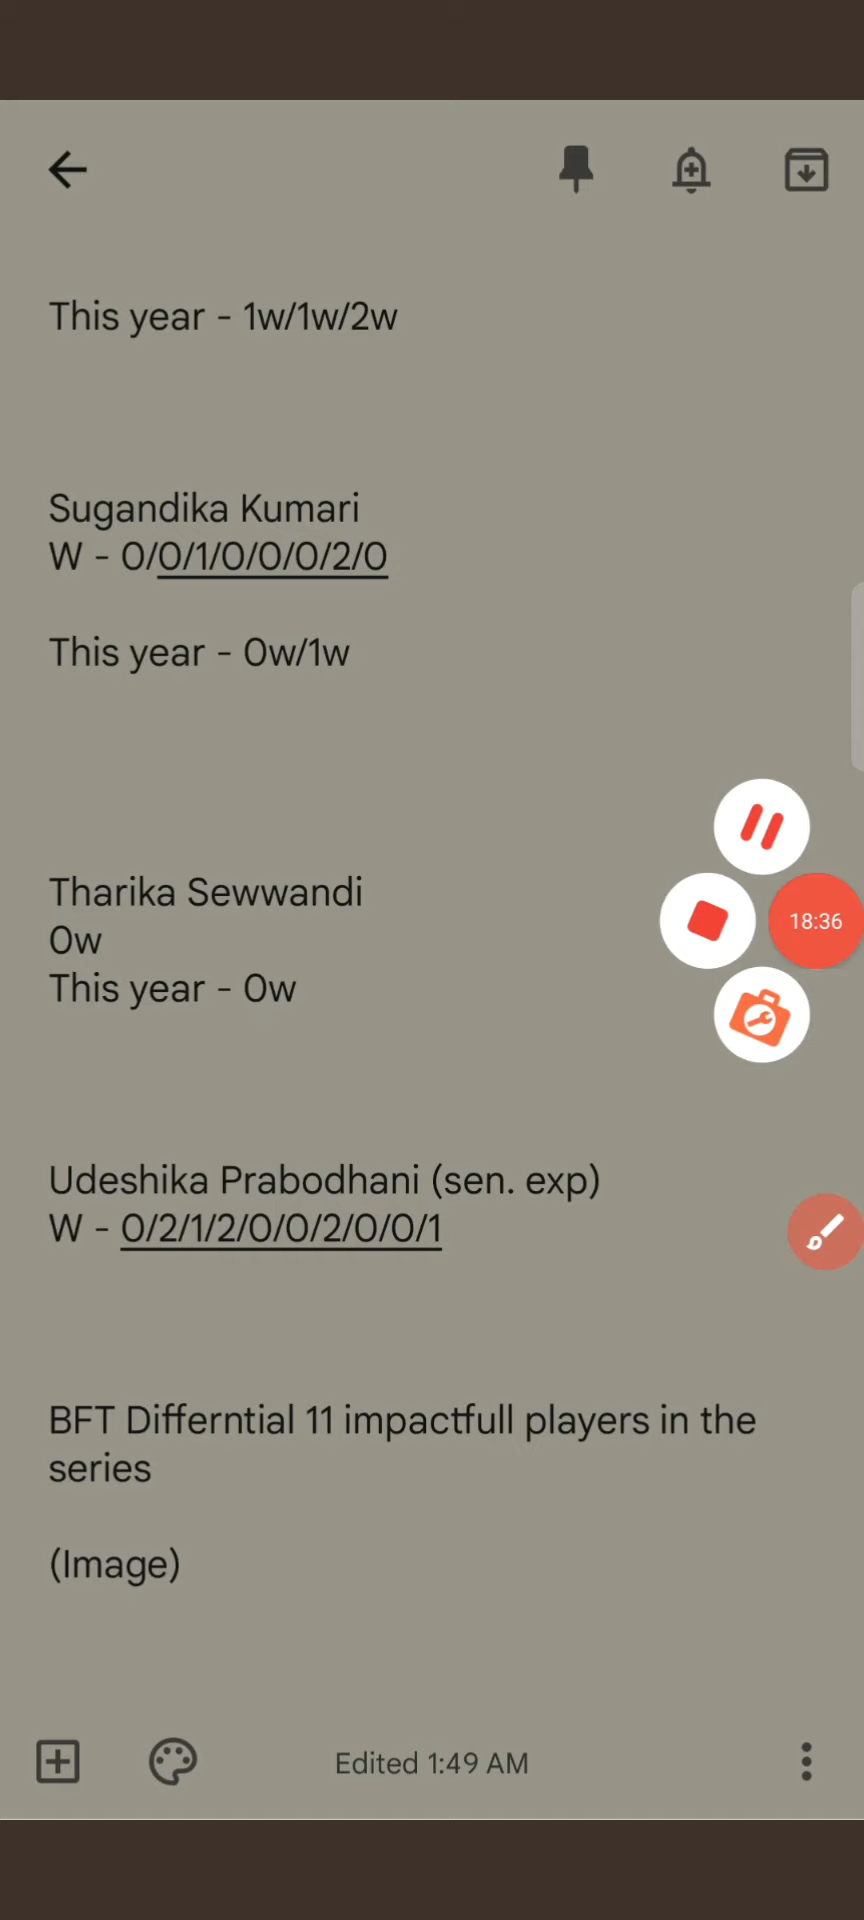 This year - 1w/1w/2w
Sugandika Kumari
W - 0/0/1/0/0/0/2/0
This year - 0w/1w
Tharika Sewwandi
0w
This year - 0w
18:36
Udeshika Prabodhani (sen. exp)
W - 0/2/1/2/0/0/2/0/0/1
BFT Differntial 11 impactfull players in the
series
(Image)
Edited 1:49 AM